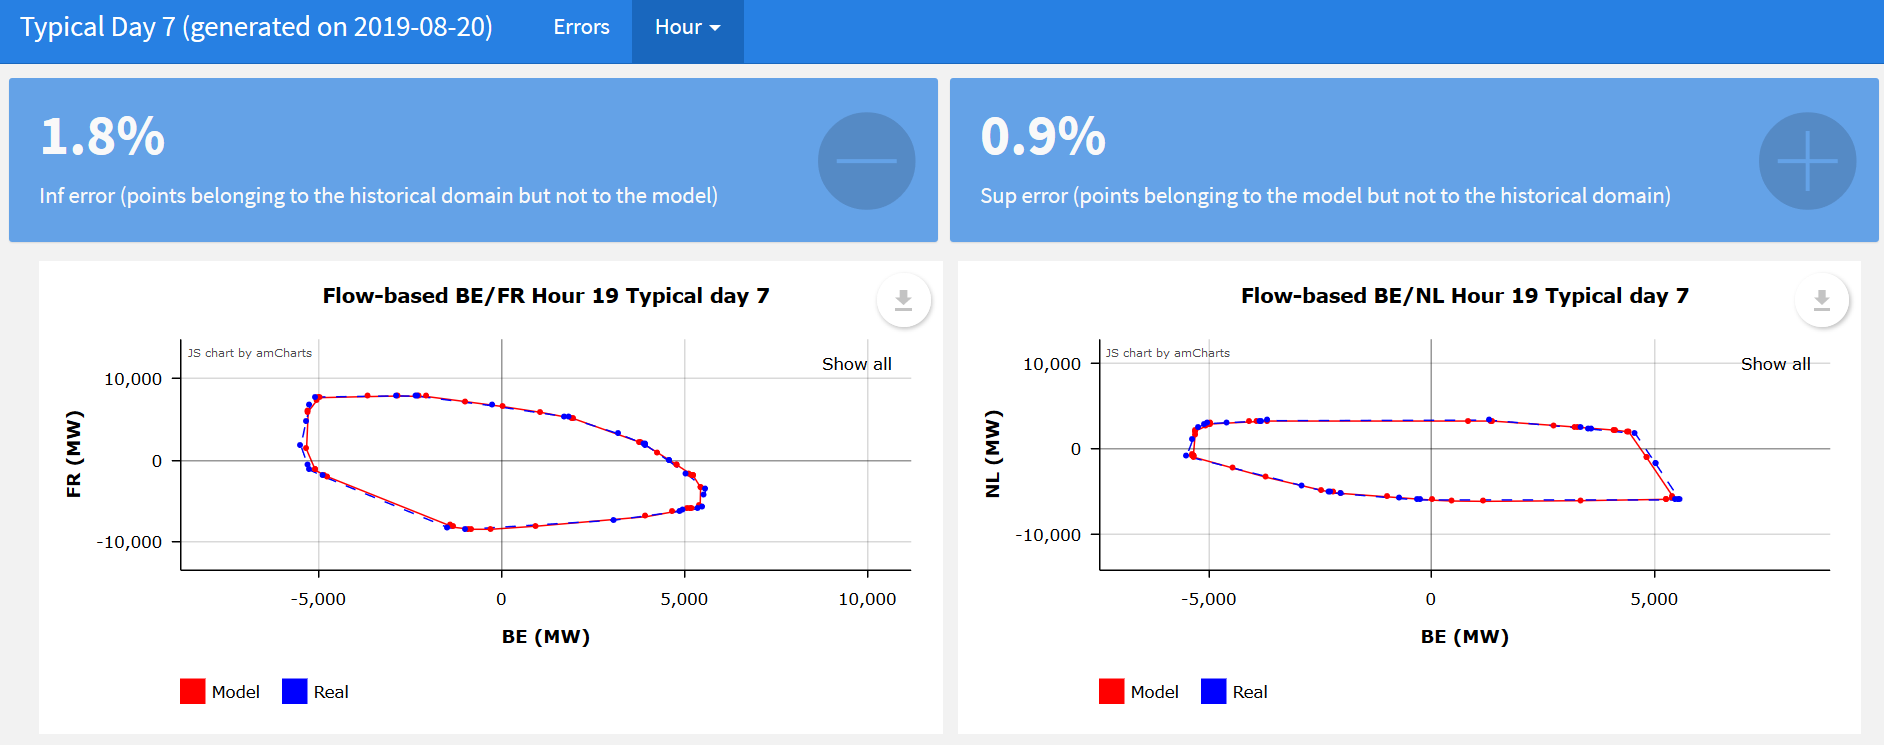 Typical Day 7 (generated on 2019-08-20)
Errors
Hour
1.8%
Inf error (points belonging to the historical domain but not to the model)
0.9%
Sup error (points belonging to the model but not to the historical domain)
Flow-based BE/FR Hour 19 Typical day 7
JS chart by amCharts
Show all
10,000
0
-10,000
FR (MW)
-5,000
0
5,000
10,000
BE (MW)
Model
Real
Flow-based BE/NL Hour 19 Typical day 7
JS chart by amCharts
Show all
10,000
0
-10,000
NL (MW)
-5,000
0
5,000
BE (MW)
Model
Real